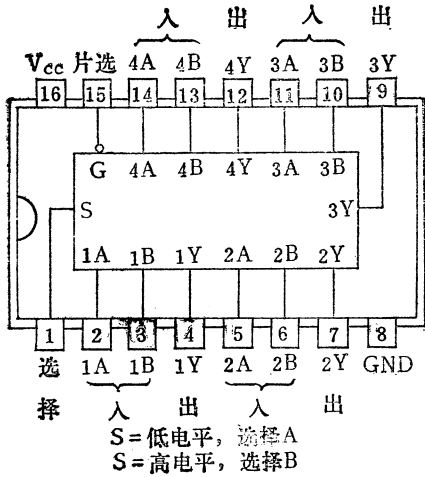 入 出 入 出
Vcc 片选 4A 4B 4Y 3A 3B 3Y
16 15 14 13 12 11 10 9
G 4A 4B 4Y 3A 3B
S 3Y
1A 1B 1Y 2A 2B 2Y
1 2 3 4 5 6 7 8
选 1A 1B 1Y 2A 2B 2Y GND
择 入 出 入 出
S=低电平，选择A
S=高电平，选择B